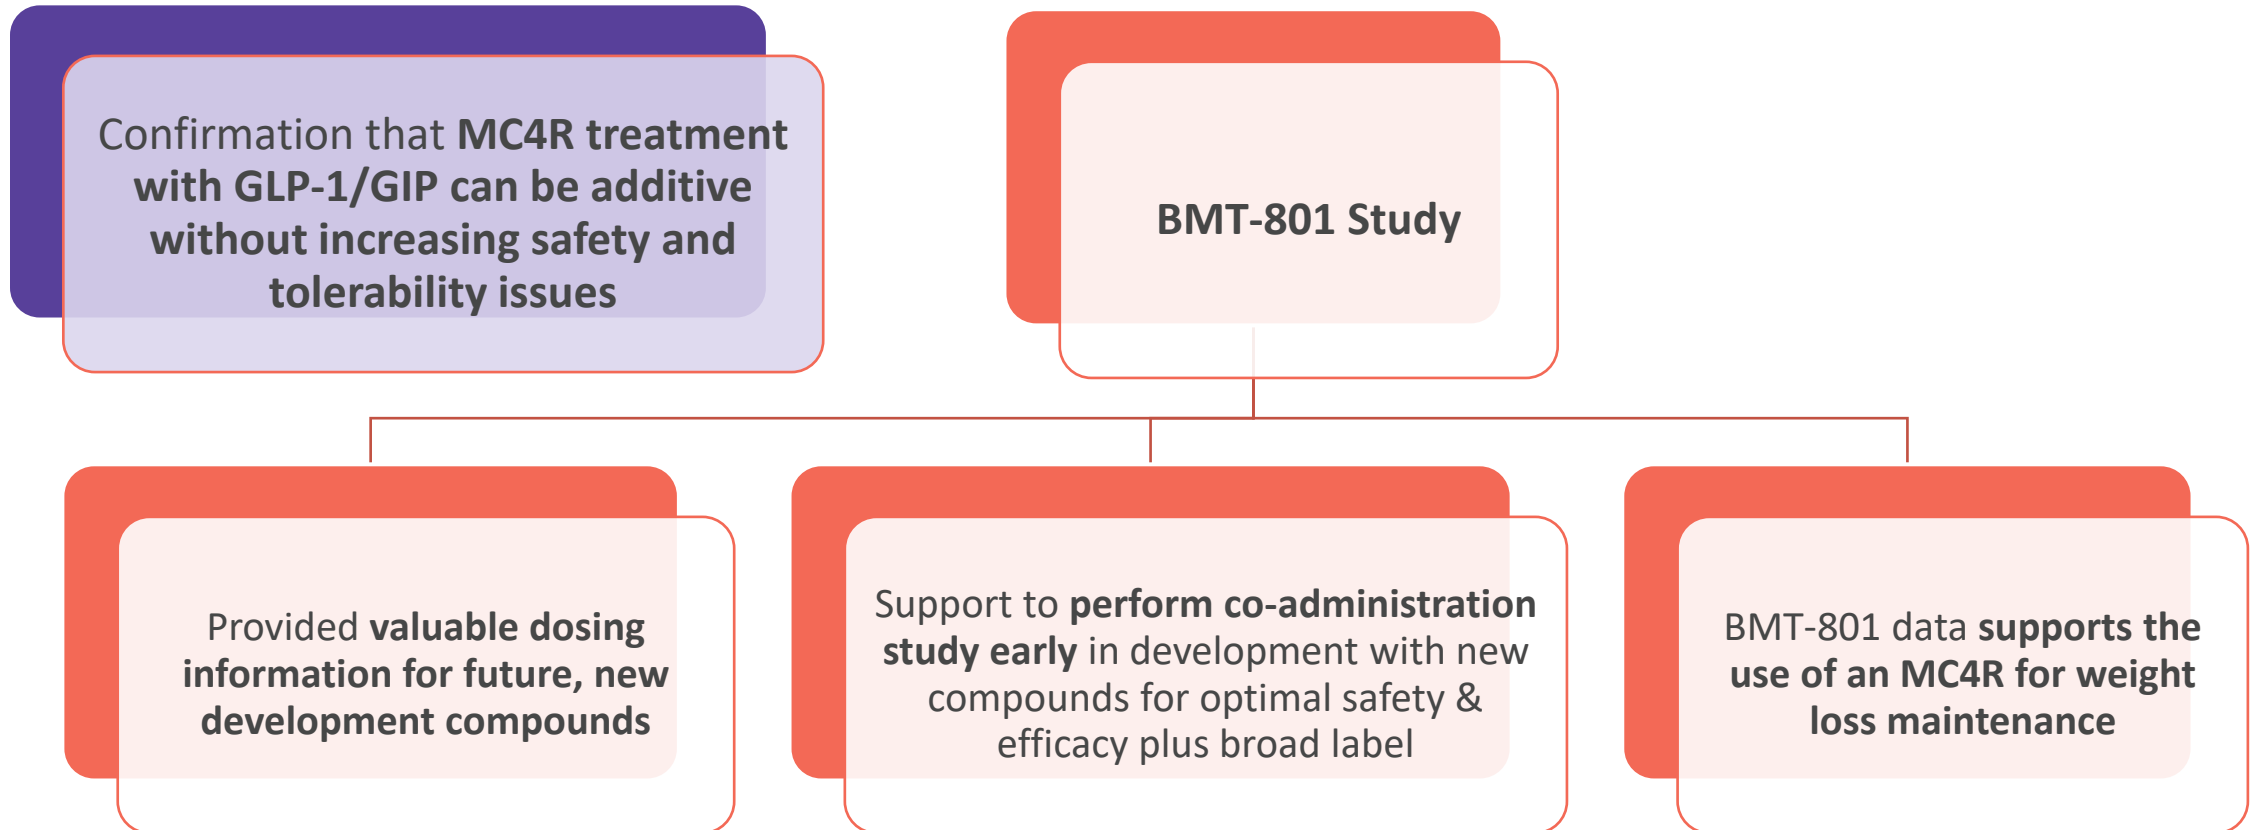 Confirmation that MC4R treatment
with GLP-1/GIP can be additive
without increasing safety and
tolerability issues
BMT-801 Study
Provided valuable dosing
information for future, new
development compounds
Support to perform co-administration
study early in development with new
compounds for optimal safety &
efficacy plus broad label
BMT-801 data supports the
use of an MC4R for weight
loss maintenance